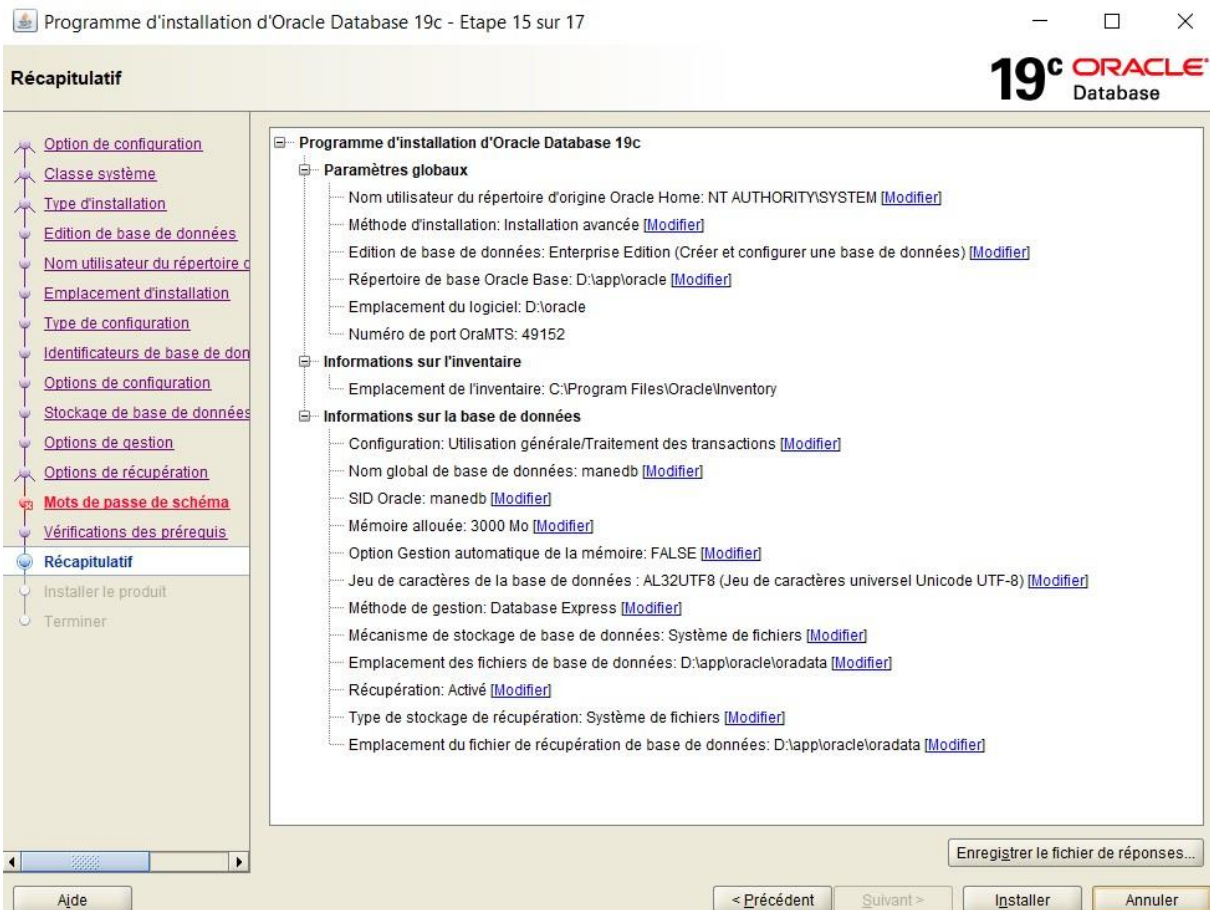 Programme d'installation d'Oracle Database 19c - Etape 15 sur 17
Récapitulatif
19c ORACLE
Database
Option de configuration
Classe système
Type d'installation
Edition de base de données
Nom utilisateur du répertoire d
Emplacement d'installation
Type de configuration
Identificateurs de base de don
Options de configuration
Stockage de base de données
Options de gestion
Options de récupération
Mots de passe de schéma
Vérifications des prérequis
Récapitulatif
Installer le produit
Terminer
Programme d'installation d'Oracle Database 19c
Paramètres globaux
Nom utilisateur du répertoire d'origine Oracle Home: NT AUTHORITY\SYSTEM [Modifier]
Méthode d'installation: Installation avancée [Modifier]
Edition de base de données: Enterprise Edition (Créer et configurer une base de données) [Modifier]
Répertoire de base Oracle Base: D:\app\oracle [Modifier]
Emplacement du logiciel: D:\oracle
Numéro de port OraMTS: 49152
Informations sur l'inventaire
Emplacement de l'inventaire: C:\Program Files\Oracle\Inventory
Informations sur la base de données
Configuration: Utilisation générale/Traitement des transactions [Modifier]
Nom global de base de données: manedb [Modifier]
SID Oracle: manedb [Modifier]
Mémoire allouée: 3000 Mo [Modifier]
Option Gestion automatique de la mémoire: FALSE [Modifier]
Jeu de caractères de la base de données : AL32UTF8 (Jeu de caractères universel Unicode UTF-8) [Modifier]
Méthode de gestion: Database Express [Modifier]
Mécanisme de stockage de base de données: Système de fichiers [Modifier]
Emplacement des fichiers de base de données: D:\app\oracle\oradata [Modifier]
Récupération: Activé [Modifier]
Type de stockage de récupération: Système de fichiers [Modifier]
Emplacement du fichier de récupération de base de données: D:\app\oracle\oradata [Modifier]
Enregistrer le fichier de réponses...
Aide
< Précédent
Suivant >
Installer
Annuler